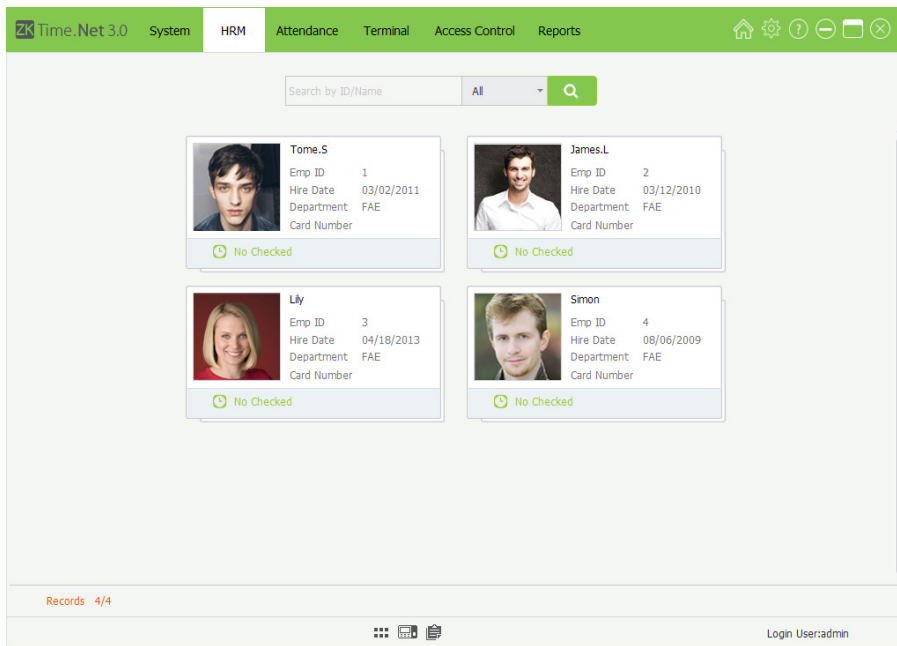 ZKTime.Net 3.0 System HRM Attendance Terminal Access Control Reports
Search by ID/Name All
Tome.S
Emp ID 1
Hire Date 03/02/2011
Department FAE
Card Number
No Checked
James.L
Emp ID 2
Hire Date 03/12/2010
Department FAE
Card Number
No Checked
Lily
Emp ID 3
Hire Date 04/18/2013
Department FAE
Card Number
No Checked
Simon
Emp ID 4
Hire Date 08/06/2009
Department FAE
Card Number
No Checked
Records 4/4
Login User:admin